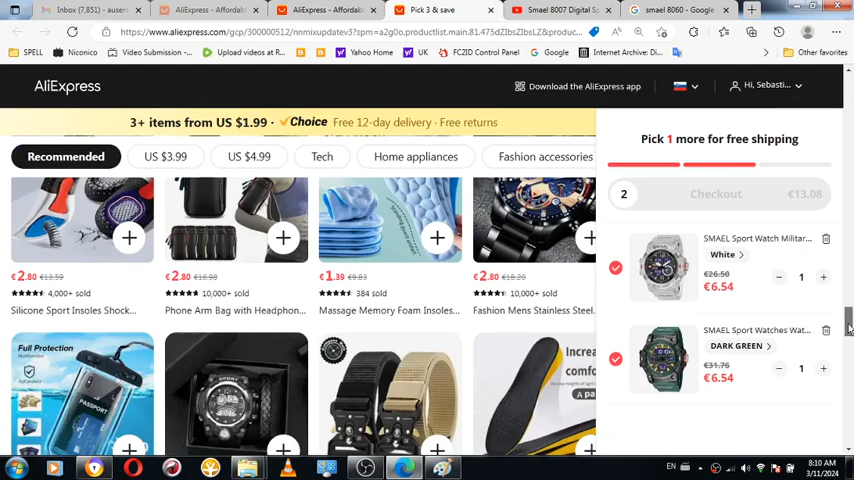 Inbox (7,851) - auseri
AliExpress - Affordabl
AliExpress - Affordabl
Pick 3 & save
Smael 8007 Digital Sp
smael 8060 - Google
https://www.aliexpress.com/gcp/300000512/nnmixupdatev3?spm=a2g0o.productlist.main.81.475dZIbsZIbsLZ&produc...
SPELL
Niconico
Video Submission -...
Upload videos at R...
Bing
Yahoo Home
UK
FC2ID Control Panel
Google
Internet Archive: Di...
Other favorites
AliExpress
Download the AliExpress app
Hi, Sebasti...
3+ items from US $1.99 · Choice Free 12-day delivery · Free returns
Recommended
US $3.99
US $4.99
Tech
Home appliances
Fashion accessories
€2.80 €13.59
€2.80 €16.98
€1.39 €9.83
€2.80 €18.20
4,000+ sold
10,000+ sold
384 sold
10,000+ sold
Silicone Sport Insoles Shock...
Phone Arm Bag with Headphon...
Massage Memory Foam Insoles...
Fashion Mens Stainless Steel...
Full Protection
PASSPORT
SPORT
Increa
comfo
A pa
Pick 1 more for free shipping
2
Checkout
€13.08
SMAEL Sport Watch Militar...
White
€26.50
€6.54
1
SMAEL Sport Watches Wat...
DARK GREEN
€31.76
€6.54
1
EN
8:10 AM
3/11/2024